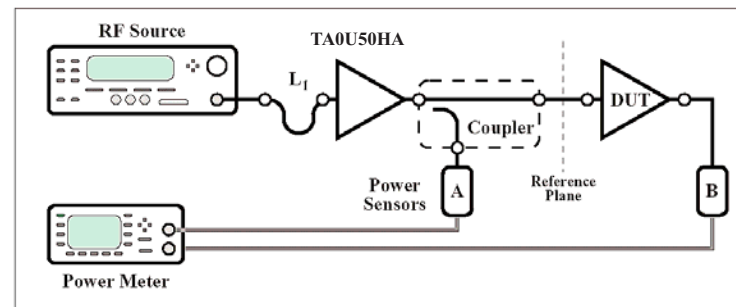 RF Source
TA0U50HA
Lf
DUT
Coupler
Power
Sensors
A
Reference
Plane
B
Power Meter